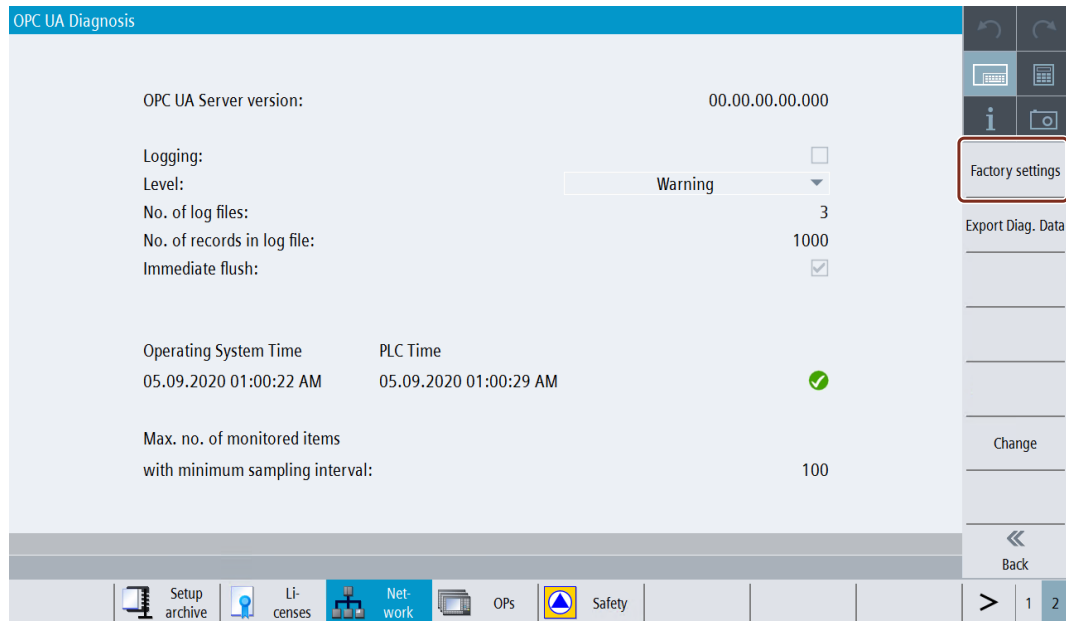 OPC UA Diagnosis
OPC UA Server version: 00.00.00.00.000
Logging:
Level: Warning
No. of log files: 3
No. of records in log file: 1000
Immediate flush:
Operating System Time PLC Time
05.09.2020 01:00:22 AM 05.09.2020 01:00:29 AM
Max. no. of monitored items
with minimum sampling interval: 100
i
Factory settings
Export Diag. Data
Change
Back
Setup
archive
Li-
censes
Net-
work
OPs
Safety
> 1 2